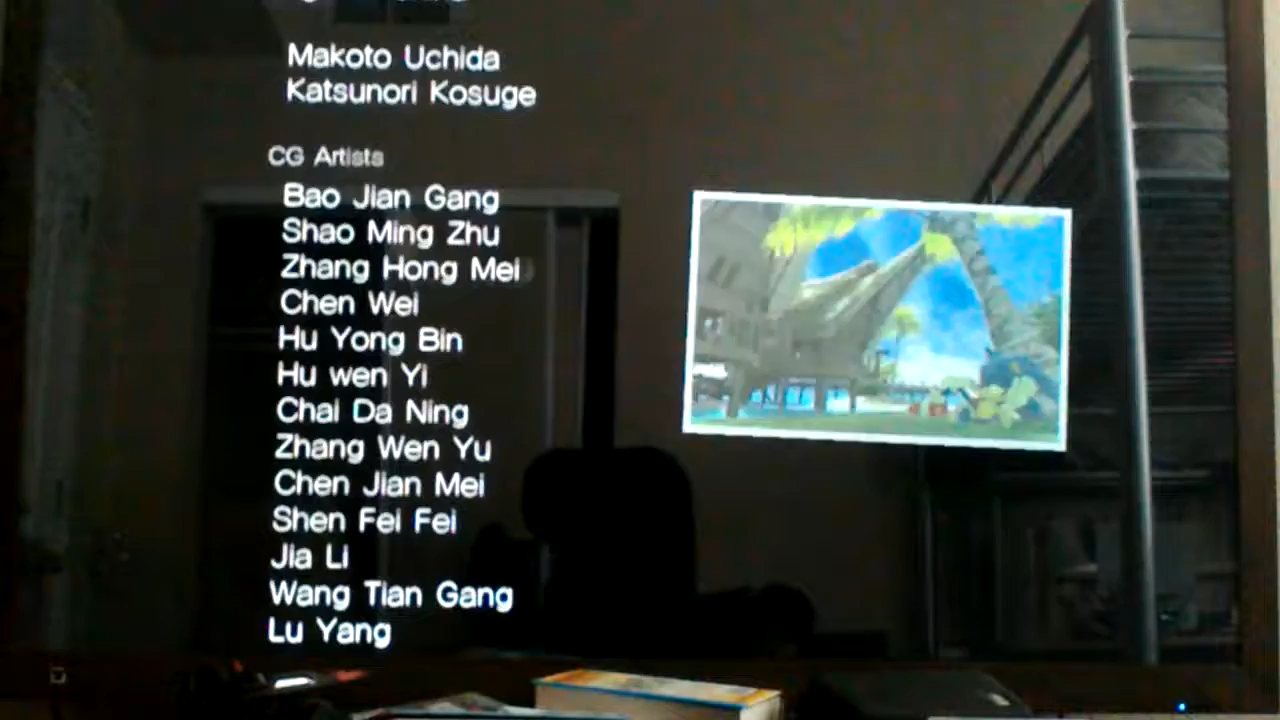 Makoto Uchida
Katsunori Kosuge
CG Artists
Bao Jian Gang
Shao Ming Zhu
Zhang Hong Mei
Chen Wei
Hu Yong Bin
Hu wen Yi
Chai Da Ning
Zhang Wen Yu
Chen Jian Mei
Shen Fei Fei
Jia Li
Wang Tian Gang
Lu Yang